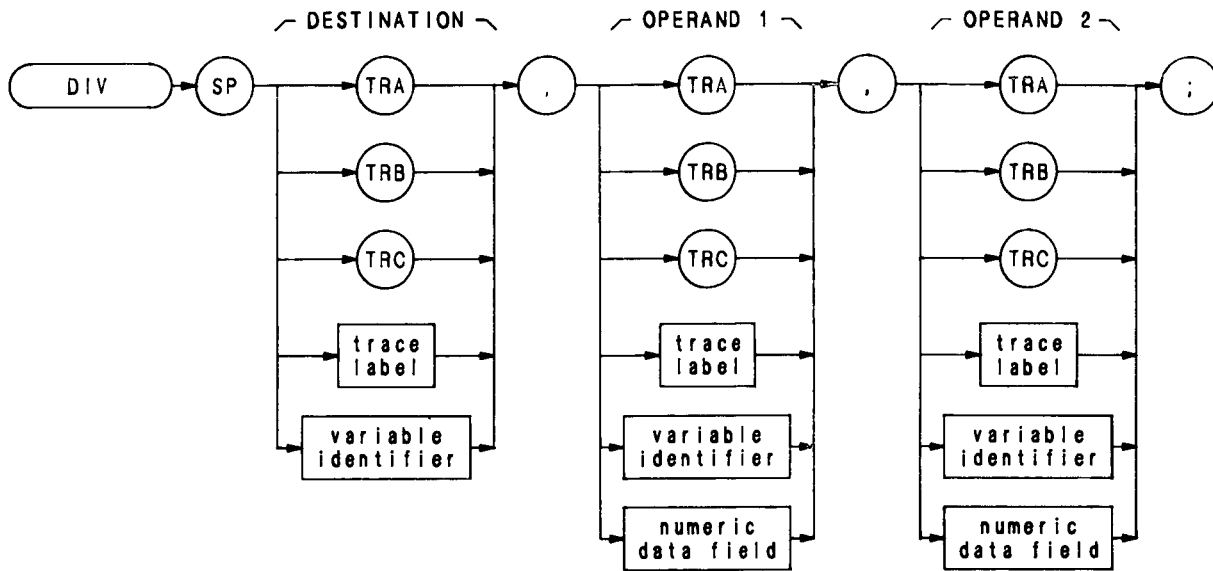 DESTINATION
OPERAND 1
OPERAND 2
DIV
SP
TRA
,
TRA
,
TRA
;
TRB
TRB
TRB
TRC
TRC
TRC
trace
label
trace
label
trace
label
variable
identifier
variable
identifier
variable
identifier
numeric
data field
numeric
data field